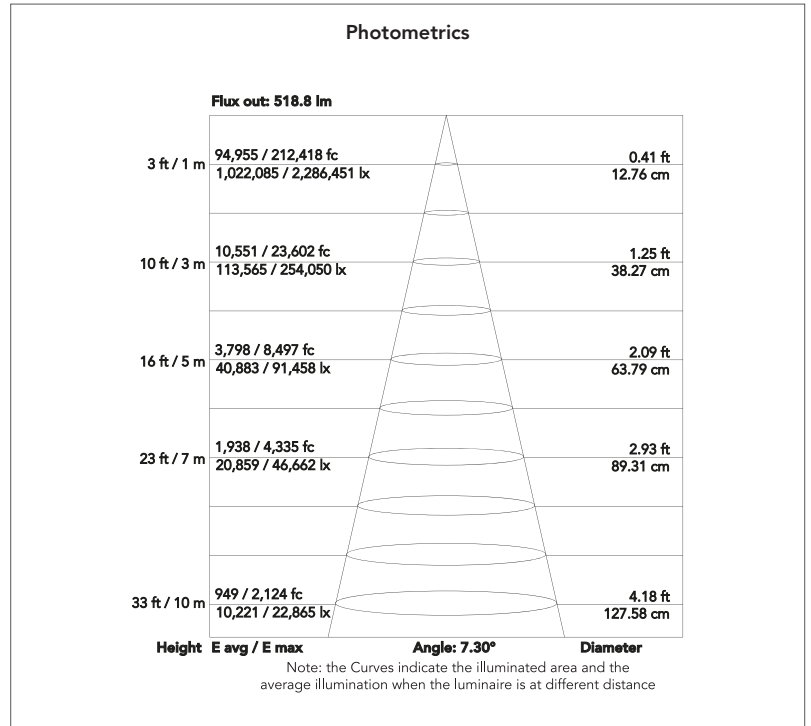 Photometrics
Flux out: 518.8 lm
3 ft / 1 m
94,955 / 212,418 fc
1,022,085 / 2,286,451 lx
0.41 ft
12.76 cm
10 ft / 3 m
10,551 / 23,602 fc
113,565 / 254,050 lx
1.25 ft
38.27 cm
16 ft / 5 m
3,798 / 8,497 fc
40,883 / 91,458 lx
2.09 ft
63.79 cm
23 ft / 7 m
1,938 / 4,335 fc
20,859 / 46,662 lx
2.93 ft
89.31 cm
33 ft / 10 m
949 / 2,124 fc
10,221 / 22,865 lx
4.18 ft
127.58 cm
Height E avg / E max Angle: 7.30° Diameter
Note: the Curves indicate the illuminated area and the
average illumination when the luminaire is at different distance